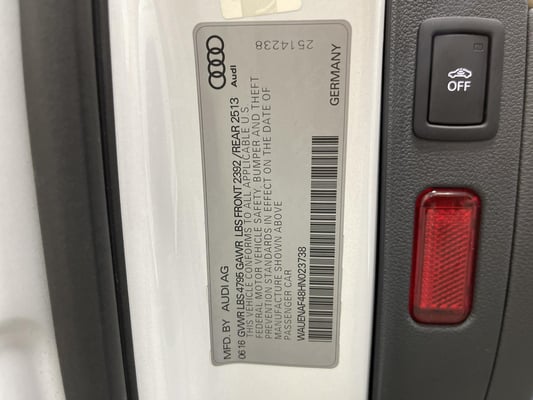 MFD. BY AUDI AG
Audi
06 16 GVWR LBS 4795 GAWR LBS FRONT 2392 /REAR 2513
THIS VEHICLE CONFORMS TO ALL APPLICABLE U.S.
FEDERAL MOTOR VEHICLE SAFETY, BUMPER AND THEFT
PREVENTION STANDARDS IN EFFECT ON THE DATE OF
MANUFACTURE SHOWN ABOVE
PASSENGER CAR
WAUENAF48HN023738
GERMANY
2514238
OFF